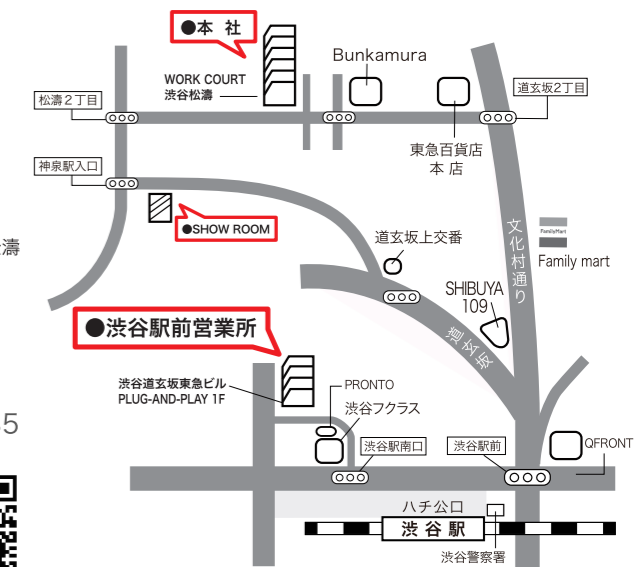 ●本 社
Bunkamura
WORK COURT
渋谷松濤
道玄坂2丁目
松濤2丁目
東急百貨店
本 店
神泉駅入口
●SHOW ROOM
文化村通り
FamilyMart
道玄坂上交番
濤
Family mart
SHIBUYA
109
●渋谷駅前営業所
道玄坂
渋谷道玄坂東急ビル
PLUG-AND-PLAY 1F
PRONTO
渋谷フクラス
5
渋谷駅南口
渋谷駅前
QFRONT
ハチ公口
渋谷駅
渋谷警察署